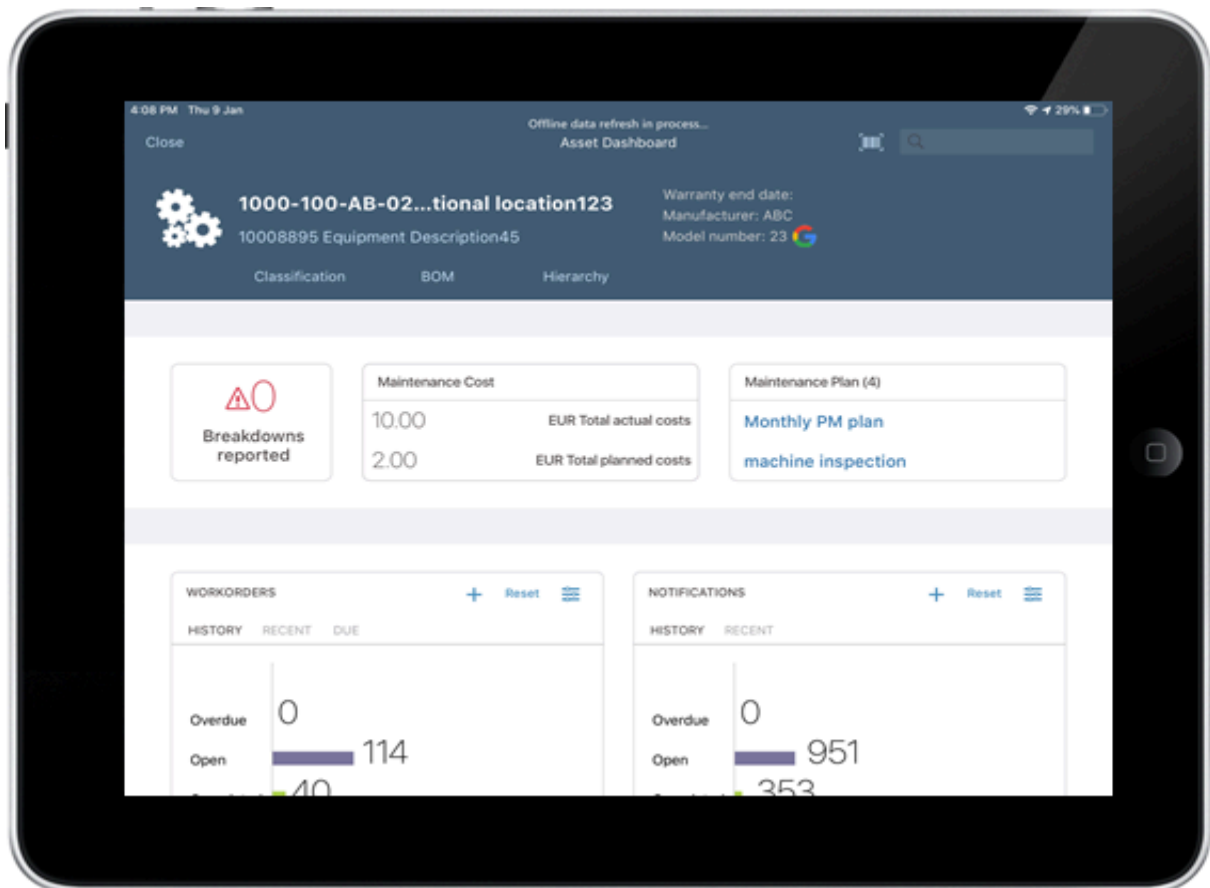 4:08 PM Thu 9 Jan
29%
Offline data refresh in process...
Close
Asset Dashboard
1000-100-AB-02...tional location123
10008895 Equipment Description45
Warranty end date:
Manufacturer: ABC
Model number: 23
Classification BOM Hierarchy
0
Breakdowns
reported
Maintenance Cost
10.00 EUR Total actual costs
2.00 EUR Total planned costs
Maintenance Plan (4)
Monthly PM plan
machine inspection
WORKORDERS + Reset
HISTORY RECENT DUE
Overdue 0
Open 114
40
NOTIFICATIONS + Reset
HISTORY RECENT
Overdue 0
Open 951
353